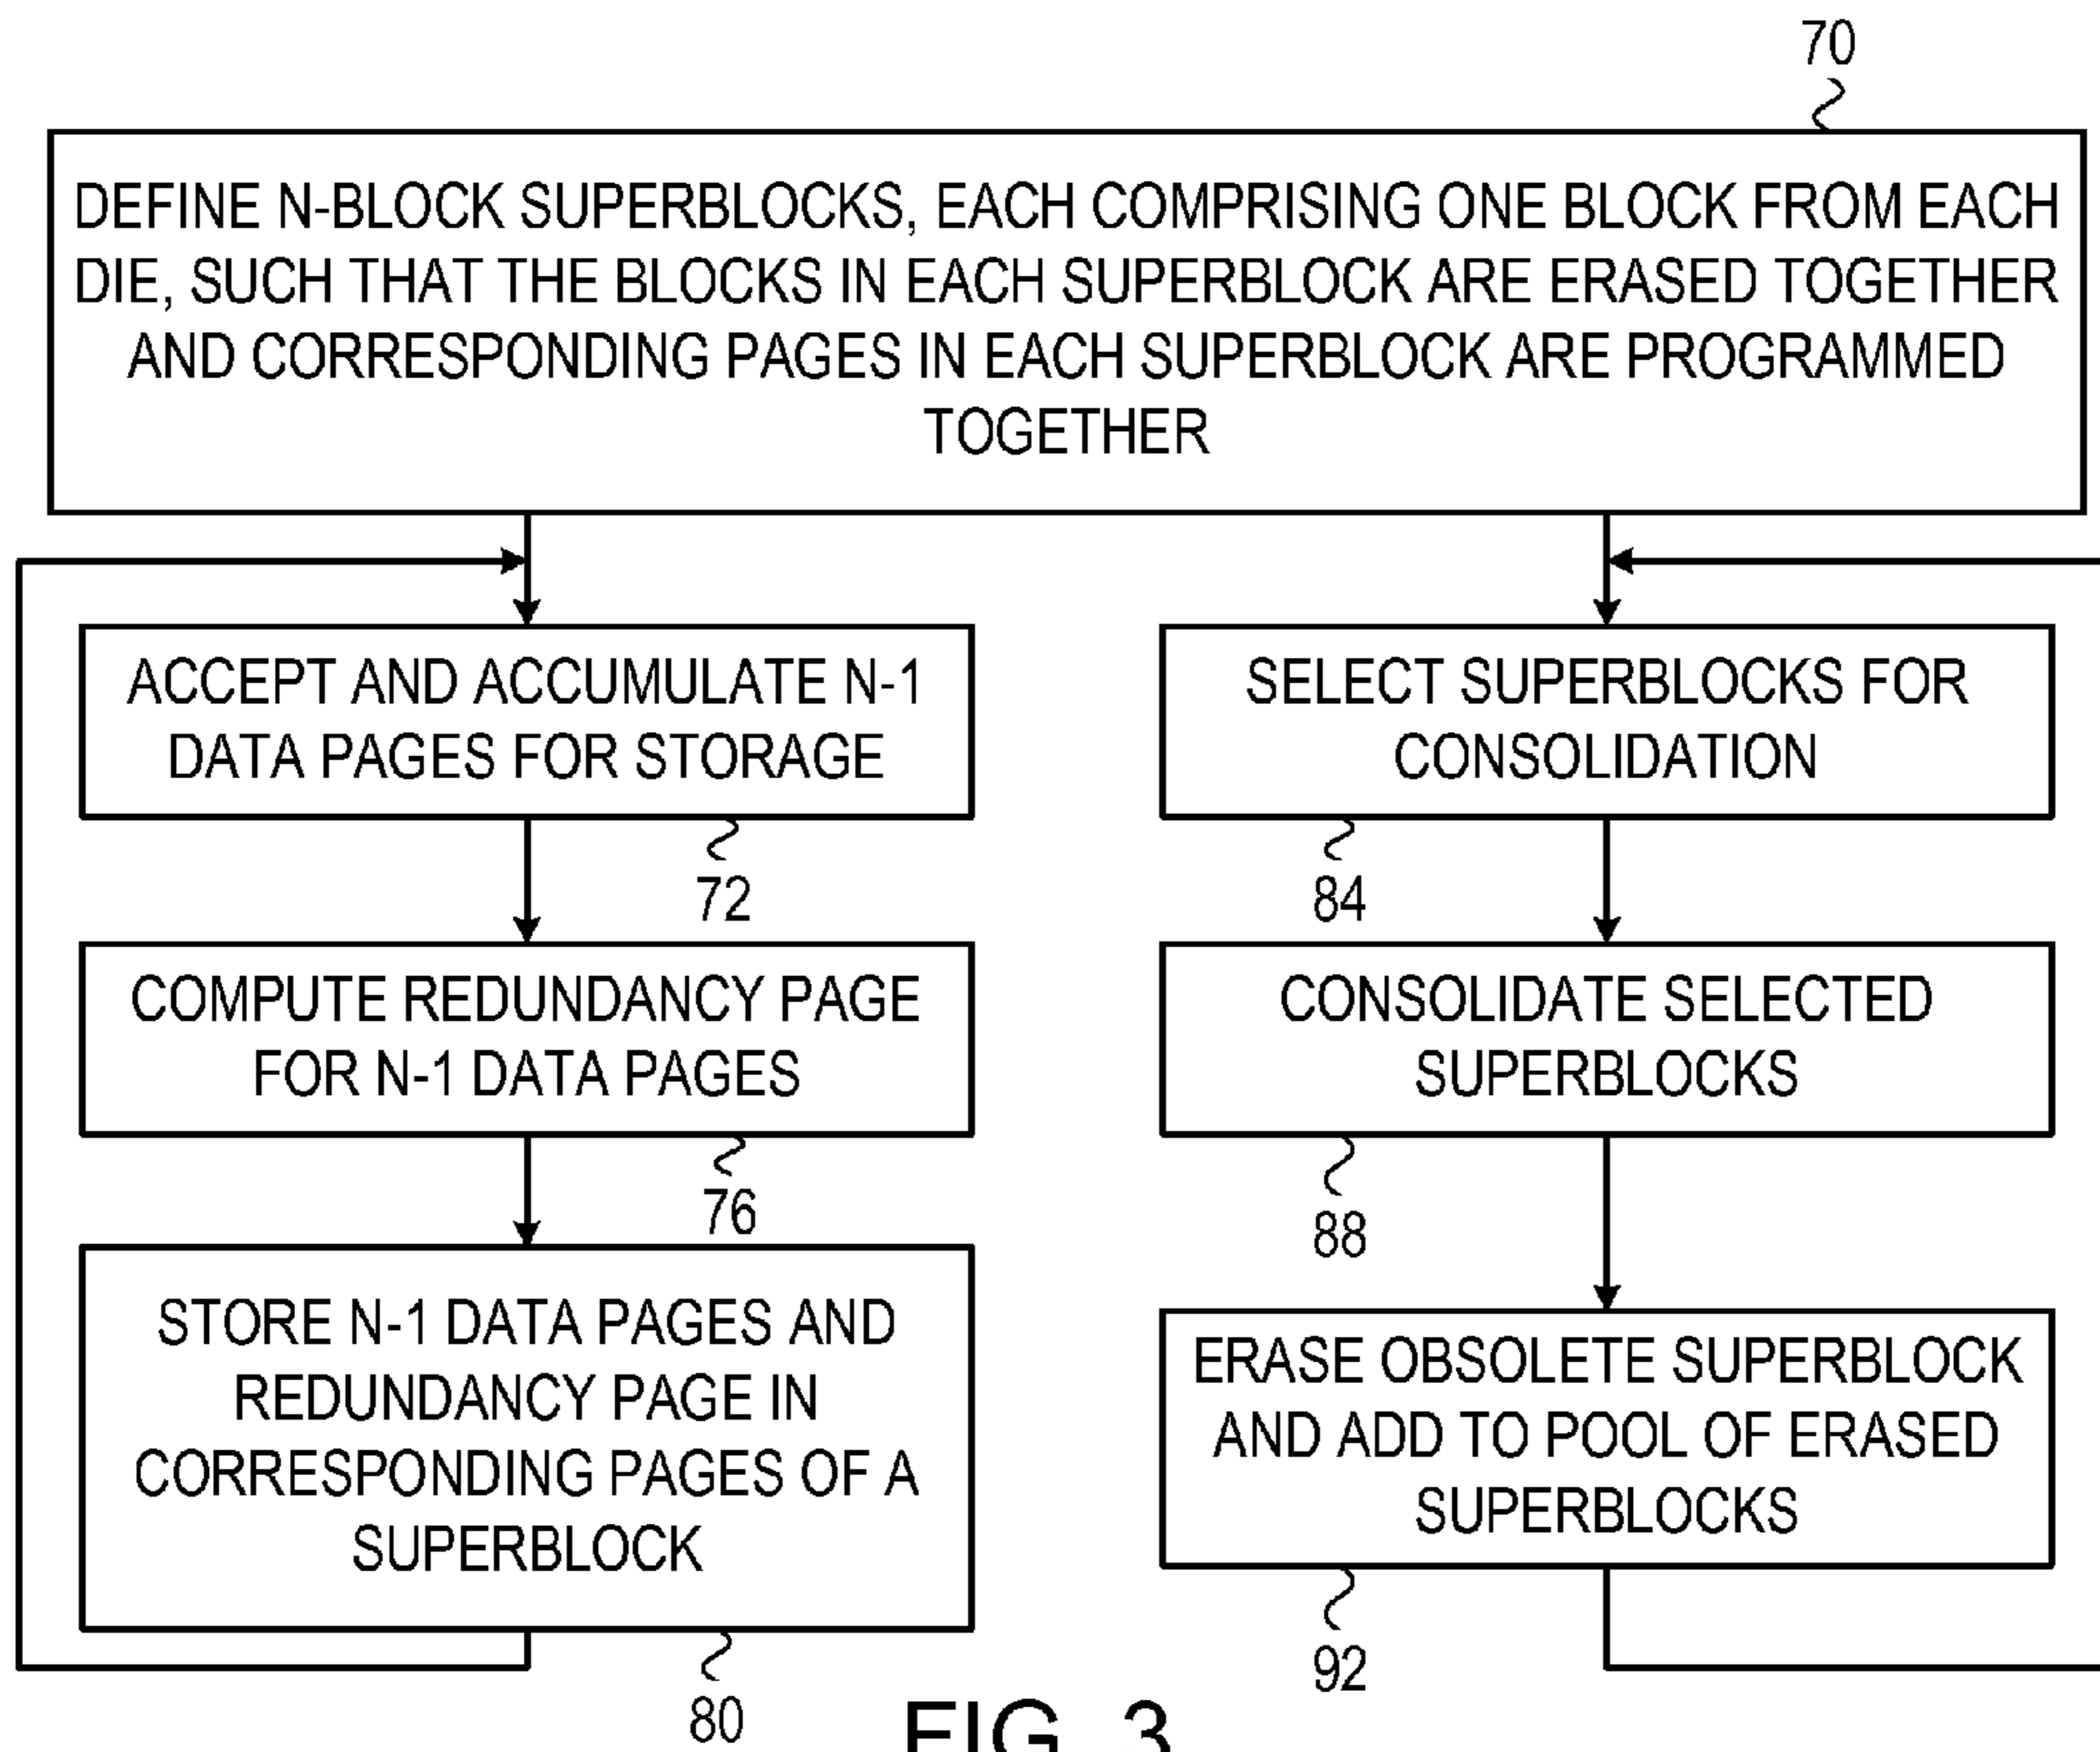 70
DEFINE N-BLOCK SUPERBLOCKS, EACH COMPRISING ONE BLOCK FROM EACH
DIE, SUCH THAT THE BLOCKS IN EACH SUPERBLOCK ARE ERASED TOGETHER
AND CORRESPONDING PAGES IN EACH SUPERBLOCK ARE PROGRAMMED
TOGETHER
ACCEPT AND ACCUMULATE N-1
DATA PAGES FOR STORAGE
72
COMPUTE REDUNDANCY PAGE
FOR N-1 DATA PAGES
76
STORE N-1 DATA PAGES AND
REDUNDANCY PAGE IN
CORRESPONDING PAGES OF A
SUPERBLOCK
80
SELECT SUPERBLOCKS FOR
CONSOLIDATION
84
CONSOLIDATE SELECTED
SUPERBLOCKS
88
ERASE OBSOLETE SUPERBLOCK
AND ADD TO POOL OF ERASED
SUPERBLOCKS
92
FIG. 3